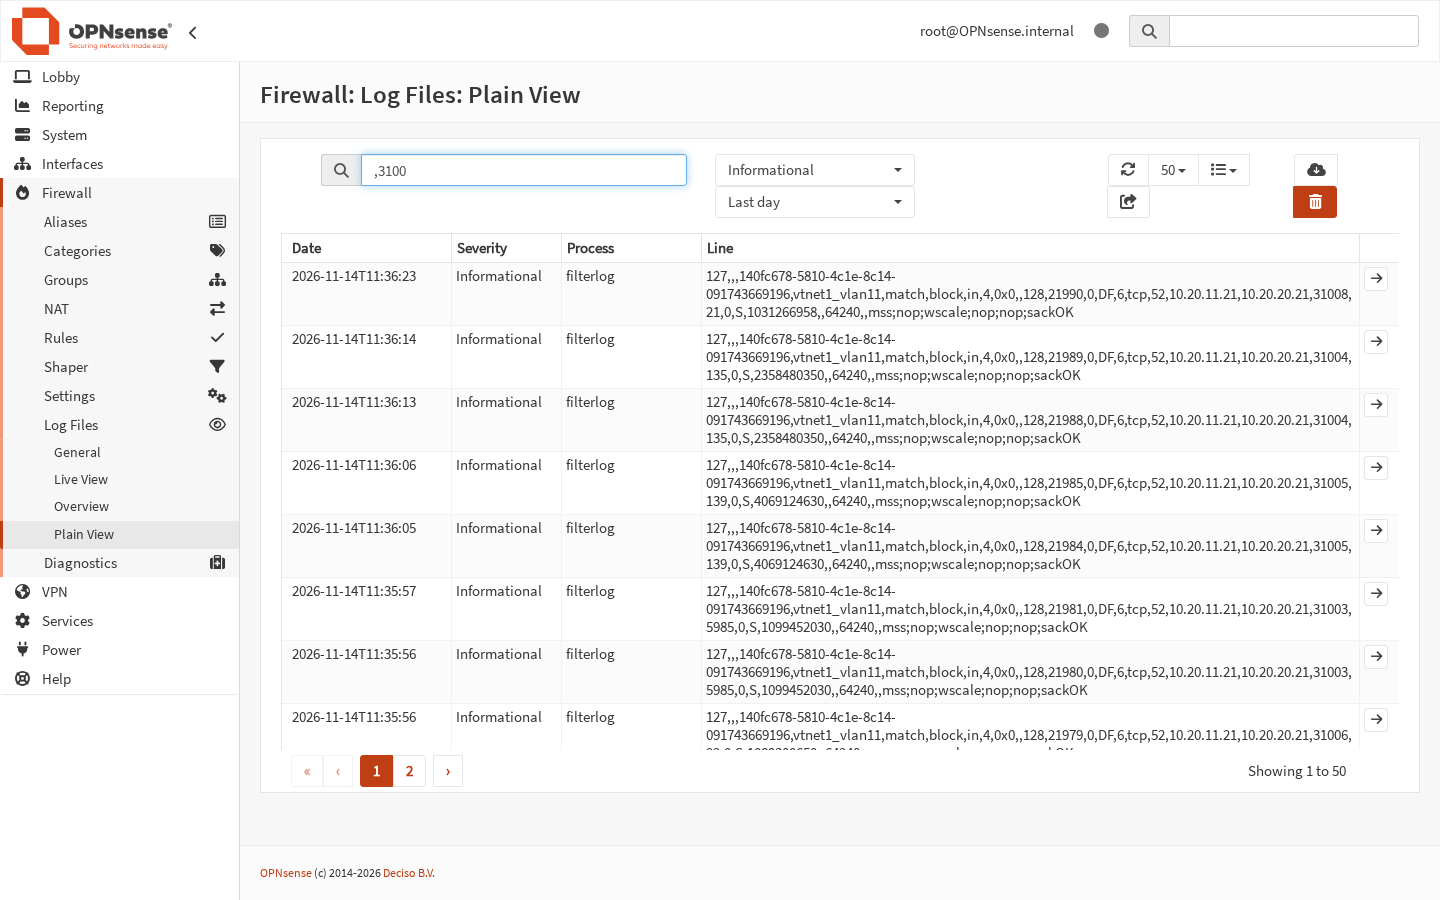 OPNsense®
Securing networks made easy
root@OPNsense.internal
Lobby
Reporting
System
Interfaces
Firewall
Aliases
Categories
Groups
NAT
Rules
Shaper
Settings
Log Files
General
Live View
Overview
Plain View
Diagnostics
VPN
Services
Power
Help
Firewall: Log Files: Plain View
,3100
Informational
Last day
50
Date Severity Process Line
2026-11-14T11:36:23 Informational filterlog 127,,,140fc678-5810-4c1e-8c14-
091743669196,vtnet1_vlan11,match,block,in,4,0x0,,128,21990,0,DF,6,tcp,52,10.20.11.21,10.20.20.21,31008,
21,0,S,1031266958,,64240,,mss;nop;wscale;nop;nop;sackOK
2026-11-14T11:36:14 Informational filterlog 127,,,140fc678-5810-4c1e-8c14-
091743669196,vtnet1_vlan11,match,block,in,4,0x0,,128,21989,0,DF,6,tcp,52,10.20.11.21,10.20.20.21,31004,
135,0,S,2358480350,,64240,,mss;nop;wscale;nop;nop;sackOK
2026-11-14T11:36:13 Informational filterlog 127,,,140fc678-5810-4c1e-8c14-
091743669196,vtnet1_vlan11,match,block,in,4,0x0,,128,21988,0,DF,6,tcp,52,10.20.11.21,10.20.20.21,31004,
135,0,S,2358480350,,64240,,mss;nop;wscale;nop;nop;sackOK
2026-11-14T11:36:06 Informational filterlog 127,,,140fc678-5810-4c1e-8c14-
091743669196,vtnet1_vlan11,match,block,in,4,0x0,,128,21985,0,DF,6,tcp,52,10.20.11.21,10.20.20.21,31005,
139,0,S,4069124630,,64240,,mss;nop;wscale;nop;nop;sackOK
2026-11-14T11:36:05 Informational filterlog 127,,,140fc678-5810-4c1e-8c14-
091743669196,vtnet1_vlan11,match,block,in,4,0x0,,128,21984,0,DF,6,tcp,52,10.20.11.21,10.20.20.21,31005,
139,0,S,4069124630,,64240,,mss;nop;wscale;nop;nop;sackOK
2026-11-14T11:35:57 Informational filterlog 127,,,140fc678-5810-4c1e-8c14-
091743669196,vtnet1_vlan11,match,block,in,4,0x0,,128,21981,0,DF,6,tcp,52,10.20.11.21,10.20.20.21,31003,
5985,0,S,1099452030,,64240,,mss;nop;wscale;nop;nop;sackOK
2026-11-14T11:35:56 Informational filterlog 127,,,140fc678-5810-4c1e-8c14-
091743669196,vtnet1_vlan11,match,block,in,4,0x0,,128,21980,0,DF,6,tcp,52,10.20.11.21,10.20.20.21,31003,
5985,0,S,1099452030,,64240,,mss;nop;wscale;nop;nop;sackOK
2026-11-14T11:35:56 Informational filterlog 127,,,140fc678-5810-4c1e-8c14-
091743669196,vtnet1_vlan11,match,block,in,4,0x0,,128,21979,0,DF,6,tcp,52,10.20.11.21,10.20.20.21,31006,
« ‹ 1 2 › Showing 1 to 50
OPNsense (c) 2014-2026 Deciso B.V.